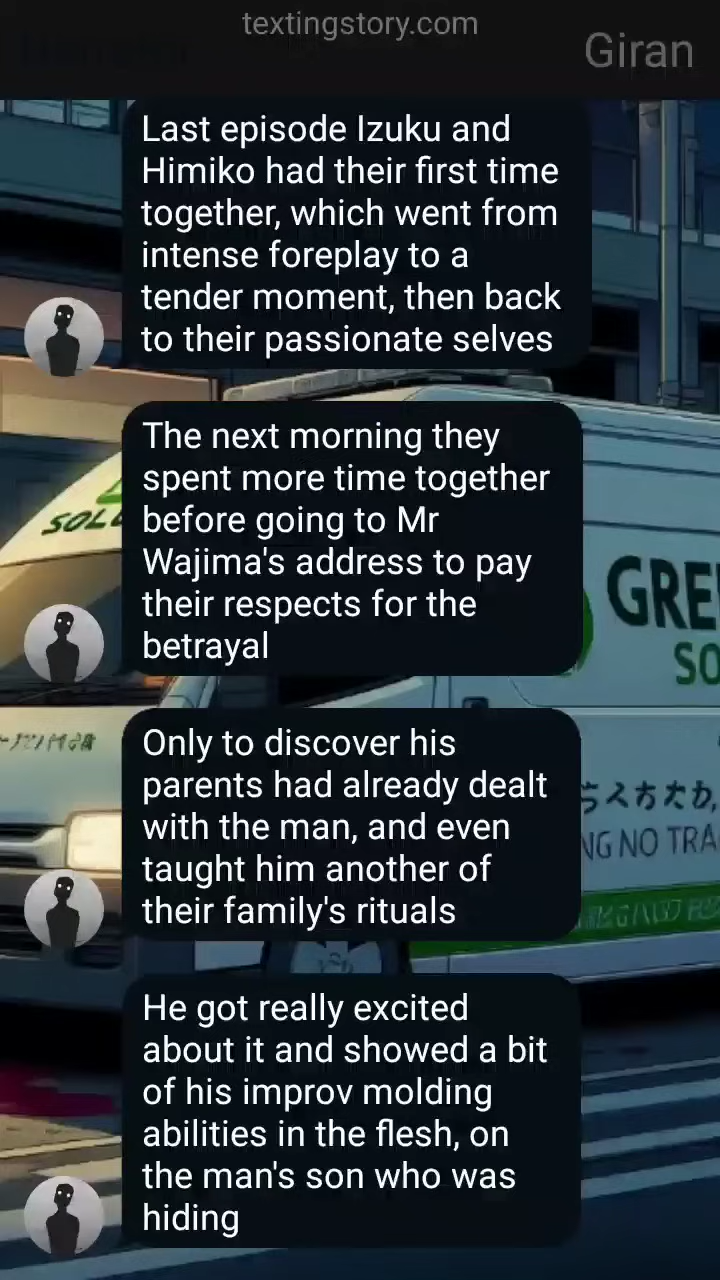 textingstory.com
Giran
Last episode Izuku and
Himiko had their first time
together, which went from
intense foreplay to a
tender moment, then back
to their passionate selves
The next morning they
spent more time together
before going to Mr
Wajima's address to pay
their respects for the
betrayal
Only to discover his
parents had already dealt
with the man, and even
taught him another of
their family's rituals
He got really excited
about it and showed a bit
of his improv molding
abilities in the flesh, on
the man's son who was
hiding
SOL
GRE
SO
NG NO TRA